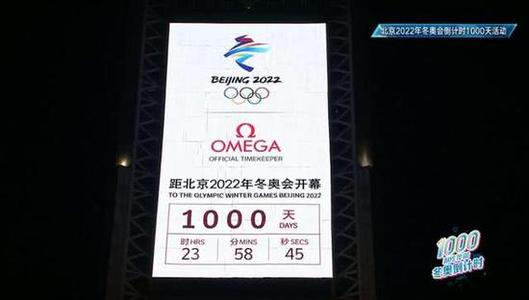 北京2022年冬奥会倒计时1000天活动
BEIJING 2022
Ω
OMEGA
OFFICIAL TIMEKEEPER
距北京2022年冬奥会开幕
TO THE OLYMPIC WINTER GAMES BEIJING 2022
1000 天 DAYS
时 HRS 分 MINS 秒 SECS
23 58 45
1000
冬奥倒计时